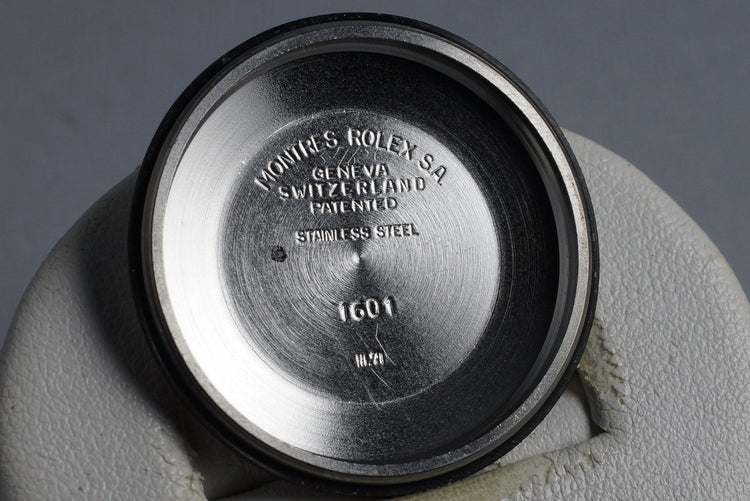 MONTRES ROLEX S.A.
GENEVA
SWITZERLAND
PATENTED
STAINLESS STEEL
1601